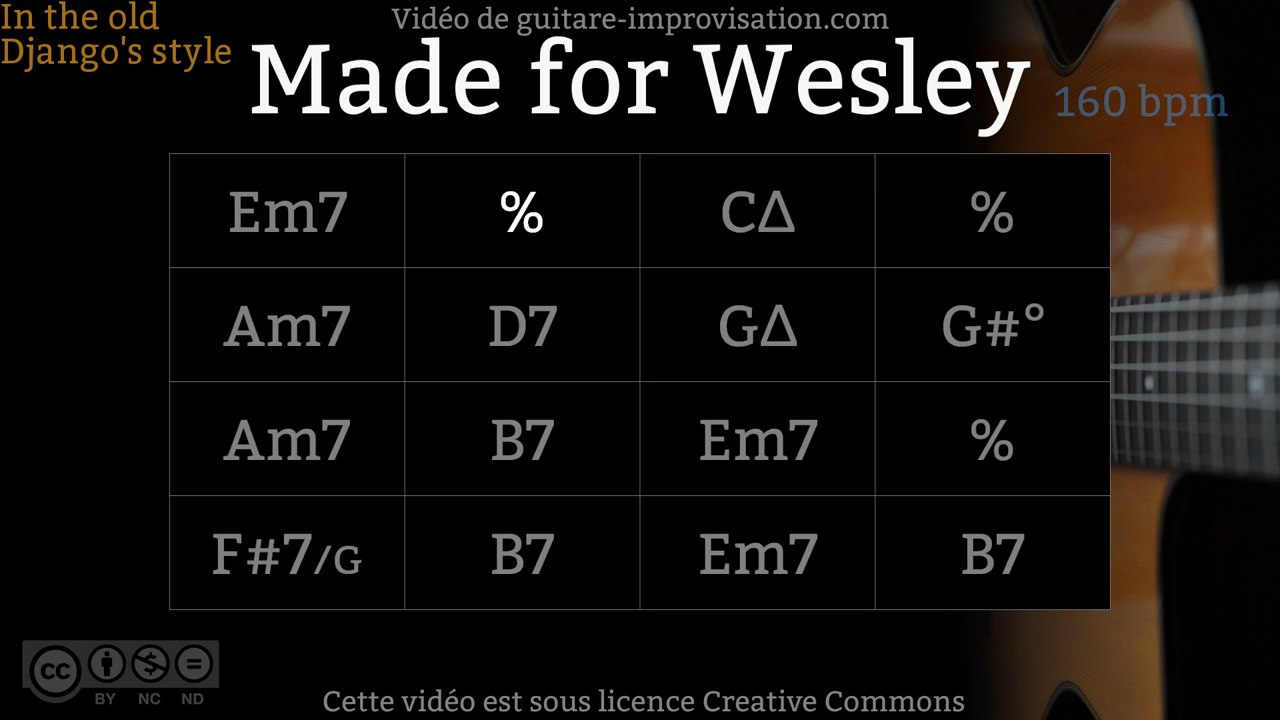 In the old
Django's style
Vidéo de guitare-improvisation.com
Made for Wesley
160 bpm
Em7 % CΔ %
Am7 D7 GΔ G#°
Am7 B7 Em7 %
F#7/G B7 Em7 B7
cc
BY NC ND
Cette vidéo est sous licence Creative Commons